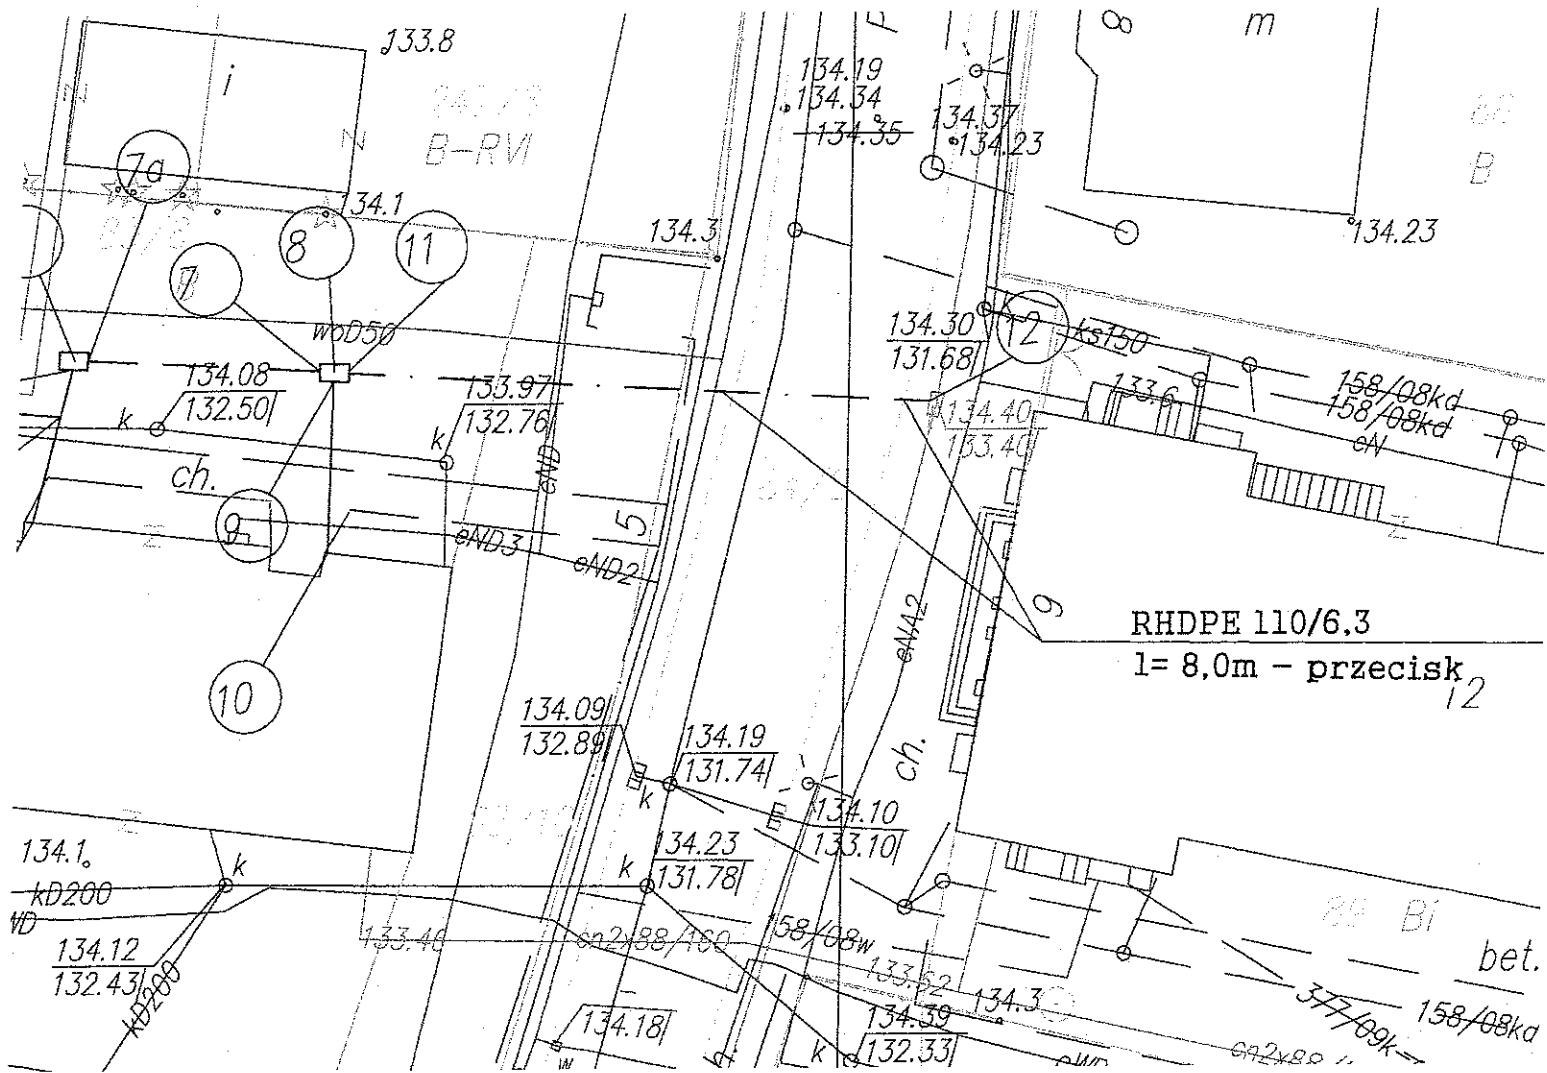 133.8
i
B-RVI
Z
Z
7a
134.1
8
11
7
134.3
134.19
134.34
134.35
134.37
134.23
8
m
B
134.23
woD50
134.08
132.50
133.97
132.76
k
k
ch.
eND
5
9
eND3
eND2
Z
10
134.30
131.68
k
12
ks150
133.6
134.40
133.40
158/08kd
158/08kd
eN
Z
9
eNA2
RHDPE 110/6,3
l= 8,0m – przecisk
12
134.09
132.89
134.19
131.74
k
134.10
133.10
ch.
134.23
131.78
k
134.1
k
kD200
134.12
132.43
kD200
133.46
cn2x88/160
158/08w
133.52
134.3
134.39
132.33
k
134.18
w
Bi
bet.
377/09k
158/08kd